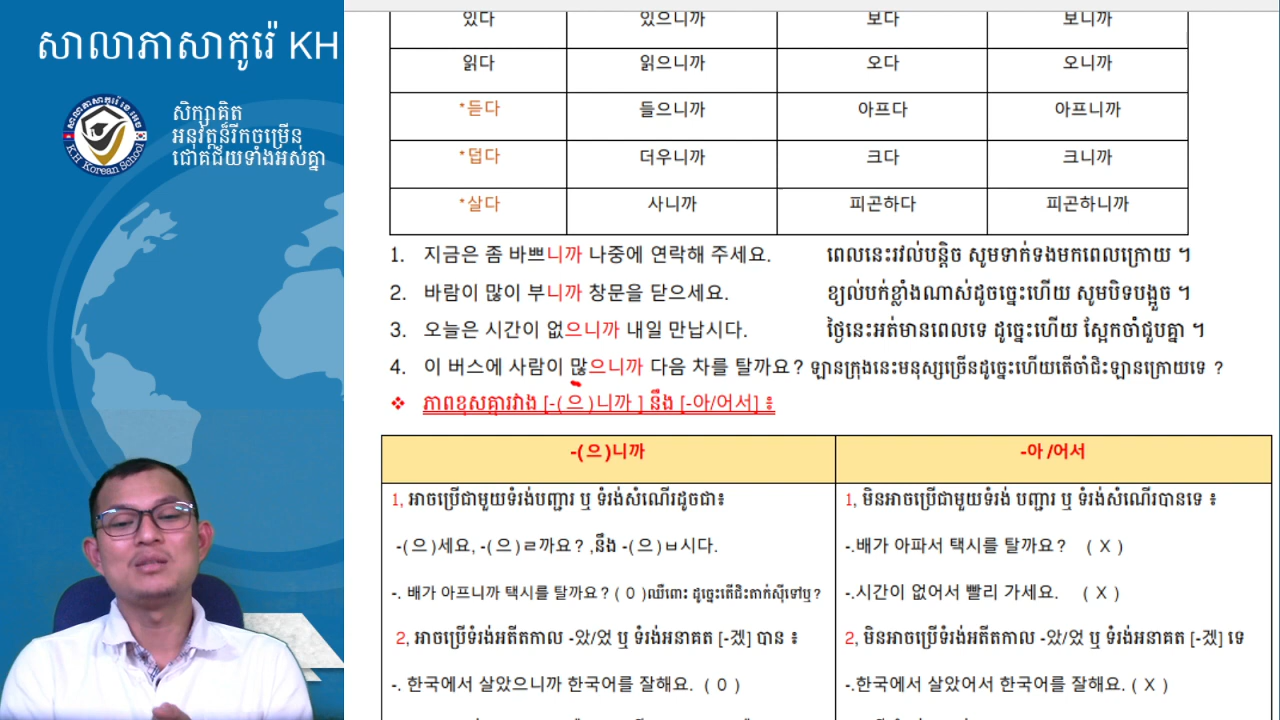 សាលាភាសាកូរ៉េ KH
សាលាភាសាកូរ៉េ ខេ អេច
KH Korean School
សិក្សាគិត
អនុវត្តន៍រីកចម្រើន
ជោគជ័យទាំងអស់គ្នា
있다 있으니까 보다 보니까
읽다 읽으니까 오다 오니까
*듣다 들으니까 아프다 아프니까
*덥다 더우니까 크다 크니까
*살다 사니까 피곤하다 피곤하니까
1. 지금은 좀 바쁘니까 나중에 연락해 주세요. ពេលនេះរវល់បន្តិច សូមទាក់ទងមកពេលក្រោយ ។
2. 바람이 많이 부니까 창문을 닫으세요. ខ្យល់បក់ខ្លាំងណាស់ដូចច្នេះហើយ សូមបិទបង្អួច ។
3. 오늘은 시간이 없으니까 내일 만납시다. ថ្ងៃនេះអត់មានពេលទេ ដូច្នេះហើយ ស្អែកចាំជួបគ្នា ។
4. 이 버스에 사람이 많으니까 다음 차를 탈까요? ឡានក្រុងនេះមនុស្សច្រើនដូច្នេះហើយតើចាំជិះឡានក្រោយទេ ?
❖ ភាពខុសគ្នារវាង [-(으)니까 ] នឹង [-아/어서] ៖
-(으)니까 -아/어서
1, អាចប្រើជាមួយទំរង់បញ្ជារ ឬ ទំរង់សំណើរដូចជា៖
-(으)세요, -(으)ㄹ까요? ,នឹង -(으)ㅂ시다.
-. 배가 아프니까 택시를 탈까요? ( O )ឈឺពោះ ដូច្នេះតើជិះតាក់ស៊ីទៅឬ?
2, អាចប្រើទំរង់អតីតកាល -았/었 ឬ ទំរង់អនាគត [-겠] បាន ៖
-. 한국에서 살았으니까 한국어를 잘해요. ( O )
1, មិនអាចប្រើជាមួយទំរង់ បញ្ជារ ឬ ទំរង់សំណើរបានទេ ៖
-.배가 아파서 택시를 탈까요? ( X )
-.시간이 없어서 빨리 가세요. ( X )
2, មិនអាចប្រើទំរង់អតីតកាល -았/었 ឬ ទំរង់អនាគត [-겠] ទេ
-.한국에서 살았어서 한국어를 잘해요. ( X )